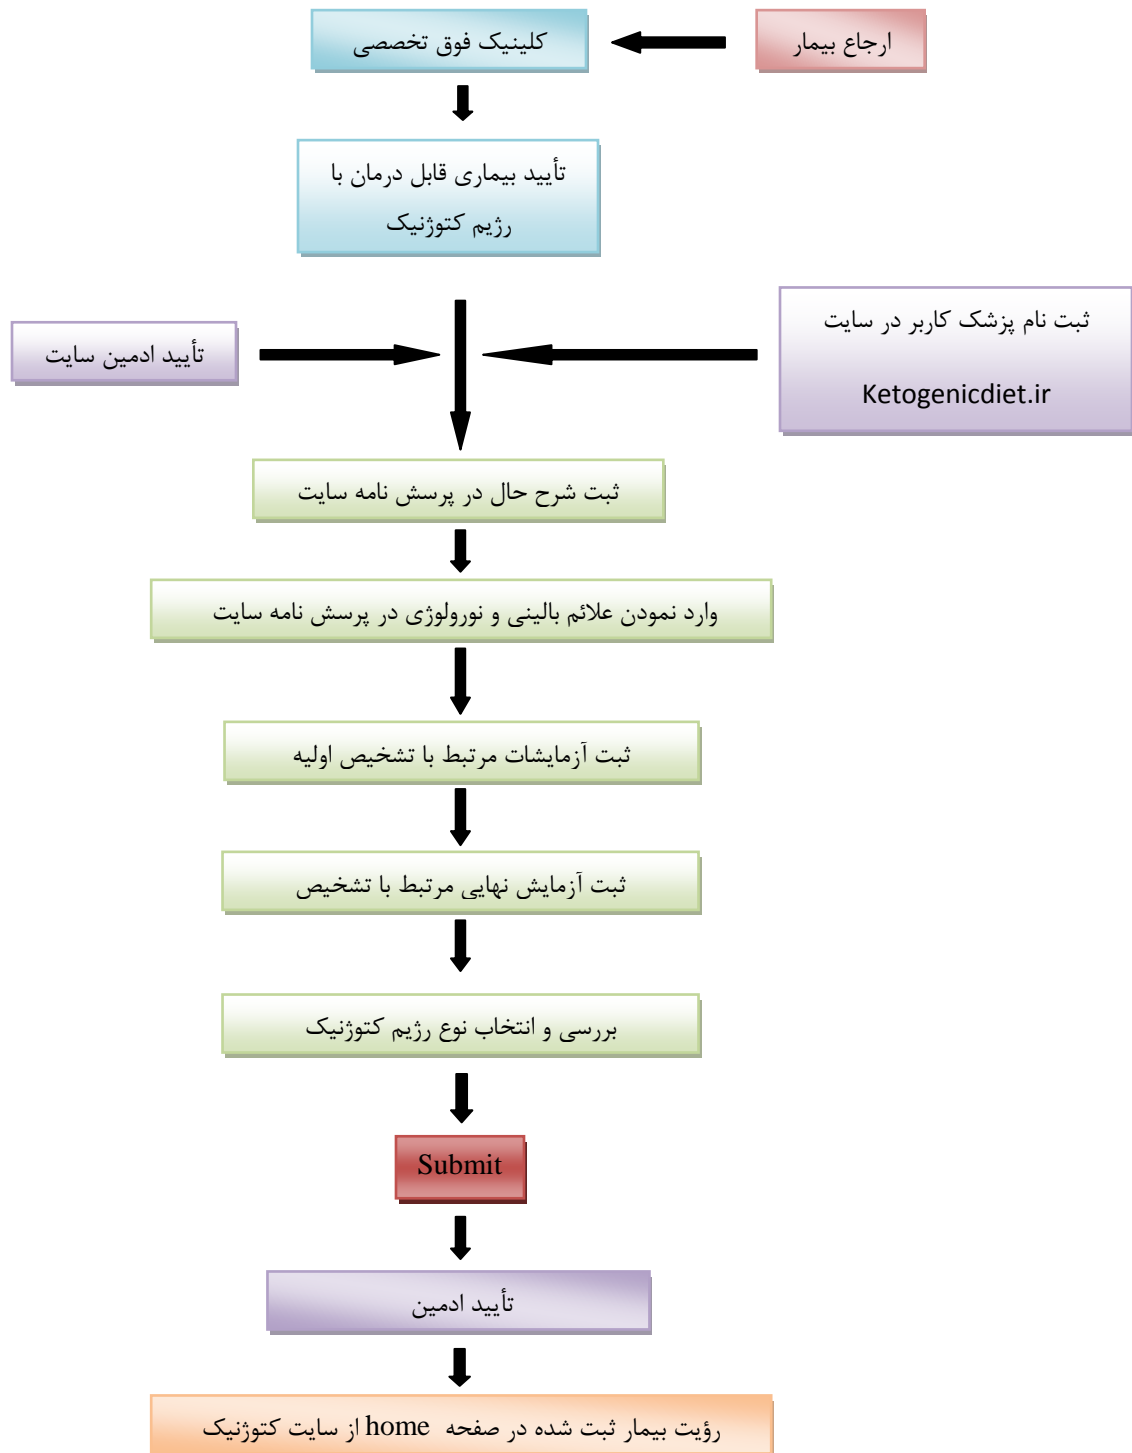 ارجاع بیمار
کلینیک فوق تخصصی
تأیید بیماری قابل درمان با
رژیم کتوژنیک
ثبت نام پزشک کاربر در سایت
Ketogenicdiet.ir
تأیید ادمین سایت
ثبت شرح حال در پرسش نامه سایت
وارد نمودن علائم بالینی و نورولوژی در پرسش نامه سایت
ثبت آزمایشات مرتبط با تشخیص اولیه
ثبت آزمایش نهایی مرتبط با تشخیص
بررسی و انتخاب نوع رژیم کتوژنیک
Submit
تأیید ادمین
رؤیت بیمار ثبت شده در صفحه home از سایت کتوژنیک